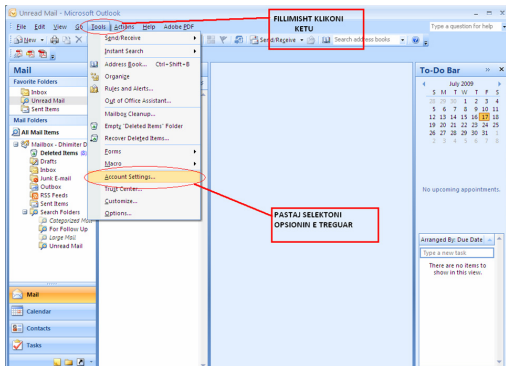 Unread Mail - Microsoft Outlook
File Edit View Go Tools Actions Help Adobe PDF
Type a question for help
New
Send/Receive
Search address books
FILLIMISHT KLIKONI
KETU
Send/Receive
Instant Search
Address Book... Ctrl+Shift+B
Organize
Rules and Alerts...
Out of Office Assistant...
Mailbox Cleanup...
Empty "Deleted Items" Folder
Recover Deleted Items...
Forms
Macro
Account Settings...
Trust Center...
Customize...
Options...
PASTAJ SELEKTONI
OPSIONIN E TREGUAR
Mail
Favorite Folders
Inbox
Unread Mail
Sent Items
Mail Folders
All Mail Items
Mailbox - Dhimiter D
Deleted Items
Drafts
Inbox
Junk E-mail
Outbox
RSS Feeds
Sent Items
Search Folders
Categorized Mail
For Follow Up
Large Mail
Unread Mail
Mail
Calendar
Contacts
Tasks
To-Do Bar
July 2009
S M T W T F S
28 29 30 1 2 3 4
5 6 7 8 9 10 11
12 13 14 15 16 17 18
19 20 21 22 23 24 25
26 27 28 29 30 31 1
2 3 4 5 6 7 8
No upcoming appointments.
Arranged By: Due Date
Type a new task
There are no items to
show in this view.